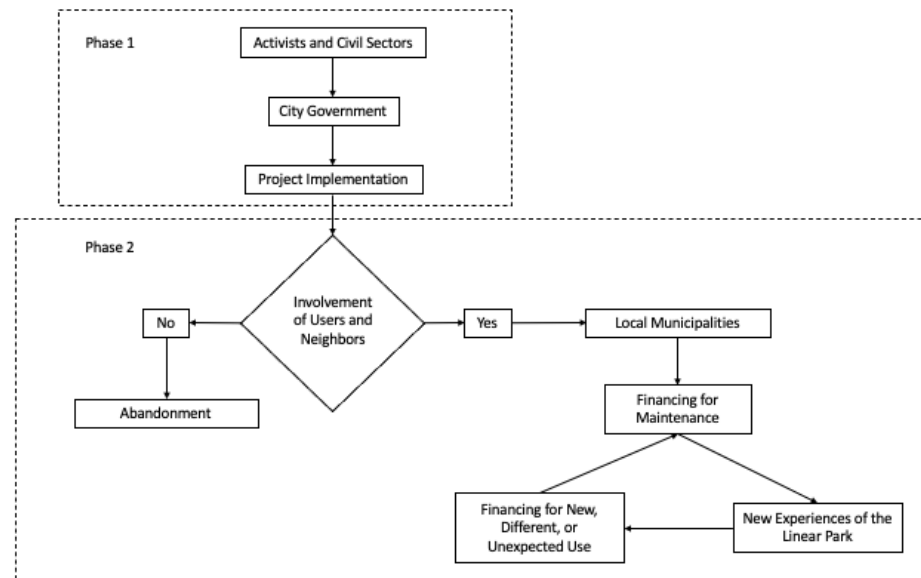 Phase 1
Activists and Civil Sectors
City Government
Project Implementation
Phase 2
Involvement
of Users and
Neighbors
No
Yes
Local Municipalities
Abandonment
Financing for
Maintenance
Financing for New,
Different, or
Unexpected Use
New Experiences of the
Linear Park